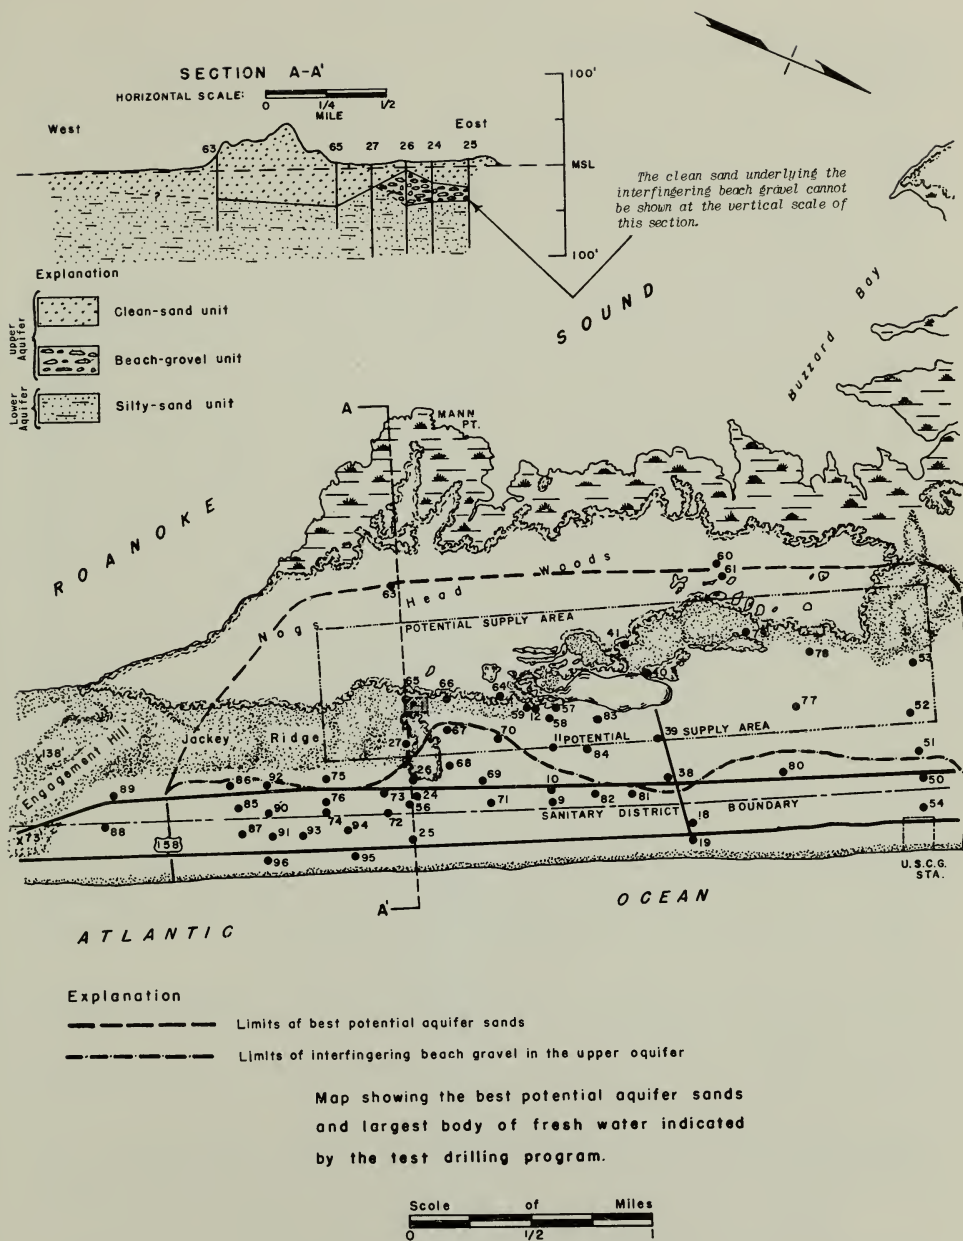 SECTION A-A'
HORIZONTAL SCALE:
0 1/4 1/2
MILE
West
East
63 65 27 26 24 25
?
100'
MSL
100'
The clean sand underlying the
interfingering beach gravel cannot
be shown at the vertical scale of
this section.
Explanation
Upper
Aquifer
Clean-sand unit
Beach-gravel unit
Lower
Aquifer
Silty-sand unit
ROANOKE
SOUND
Buzzard
Bay
A
MANN
PT.
60
61
63
Nags Head Woods
POTENTIAL SUPPLY AREA
41
78
53
65
66
64
59
12
57
58
83
77
52
Jackey Ridge
27
67
70
11
POTENTIAL SUPPLY AREA
39
84
51
138'
Engagement Hill
x73'
89
86
92
75
26
68
69
10
38
80
50
85
90
76
73
24
56
71
9
82
81
74
72
SANITARY DISTRICT BOUNDARY
54
88
87
91
93
94
25
18
19
158
96
95
U.S.C.G.
STA.
A'
ATLANTIC
OCEAN
Explanation
Limits of best potential aquifer sands
Limits of interfingering beach gravel in the upper aquifer
Map showing the best potential aquifer sands
and largest body of fresh water indicated
by the test drilling program.
Scale of Miles
0 1/2 1